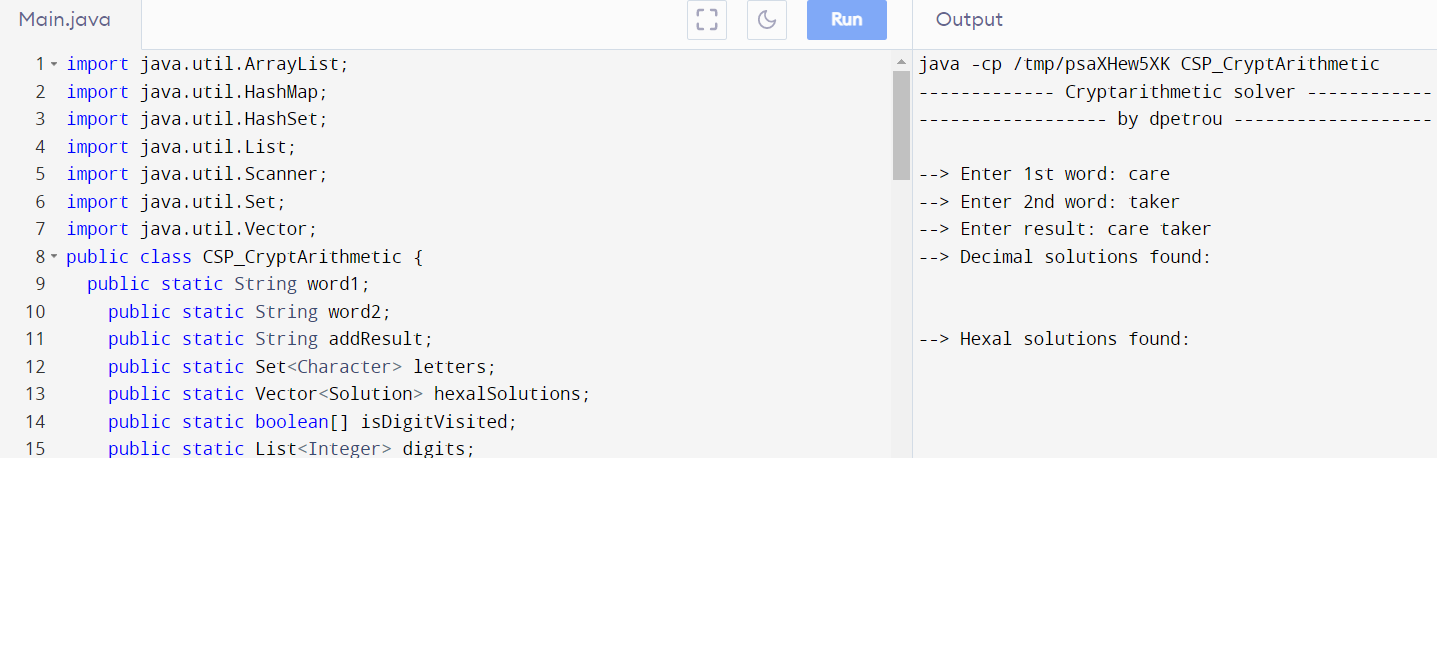 Main.java
Run
Output
1 import java.util.ArrayList;
2 import java.util.HashMap;
3 import java.util.HashSet;
4 import java.util.List;
5 import java.util.Scanner;
6 import java.util.Set;
7 import java.util.Vector;
8 public class CSP_CryptArithmetic {
9 public static String word1;
10 public static String word2;
11 public static String addResult;
12 public static Set<Character> letters;
13 public static Vector<Solution> hexalSolutions;
14 public static boolean[] isDigitVisited;
15 public static List<Integer> digits;
java -cp /tmp/psaXHew5XK CSP_CryptArithmetic
------------- Cryptarithmetic solver ------------
------------------ by dpetrou -------------------
--> Enter 1st word: care
--> Enter 2nd word: taker
--> Enter result: care taker
--> Decimal solutions found:
--> Hexal solutions found: